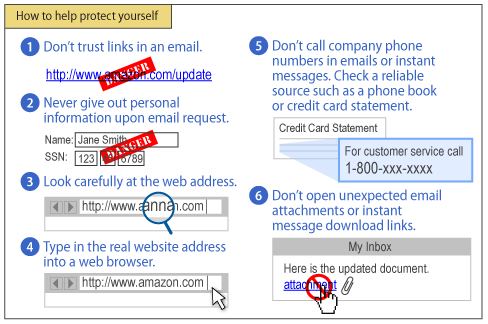 How to help protect yourself
1 Don't trust links in an email.
http://www.amazon.com/update
DANGER
2 Never give out personal
information upon email request.
Name: Jane Smith
SSN: 123 0789
DANGER
3 Look carefully at the web address.
http://www.annan.com
4 Type in the real website address
into a web browser.
http://www.amazon.com
5 Don't call company phone
numbers in emails or instant
messages. Check a reliable
source such as a phone book
or credit card statement.
Credit Card Statement
For customer service call
1-800-xxx-xxxx
6 Don't open unexpected email
attachments or instant
message download links.
My Inbox
Here is the updated document.
attachment